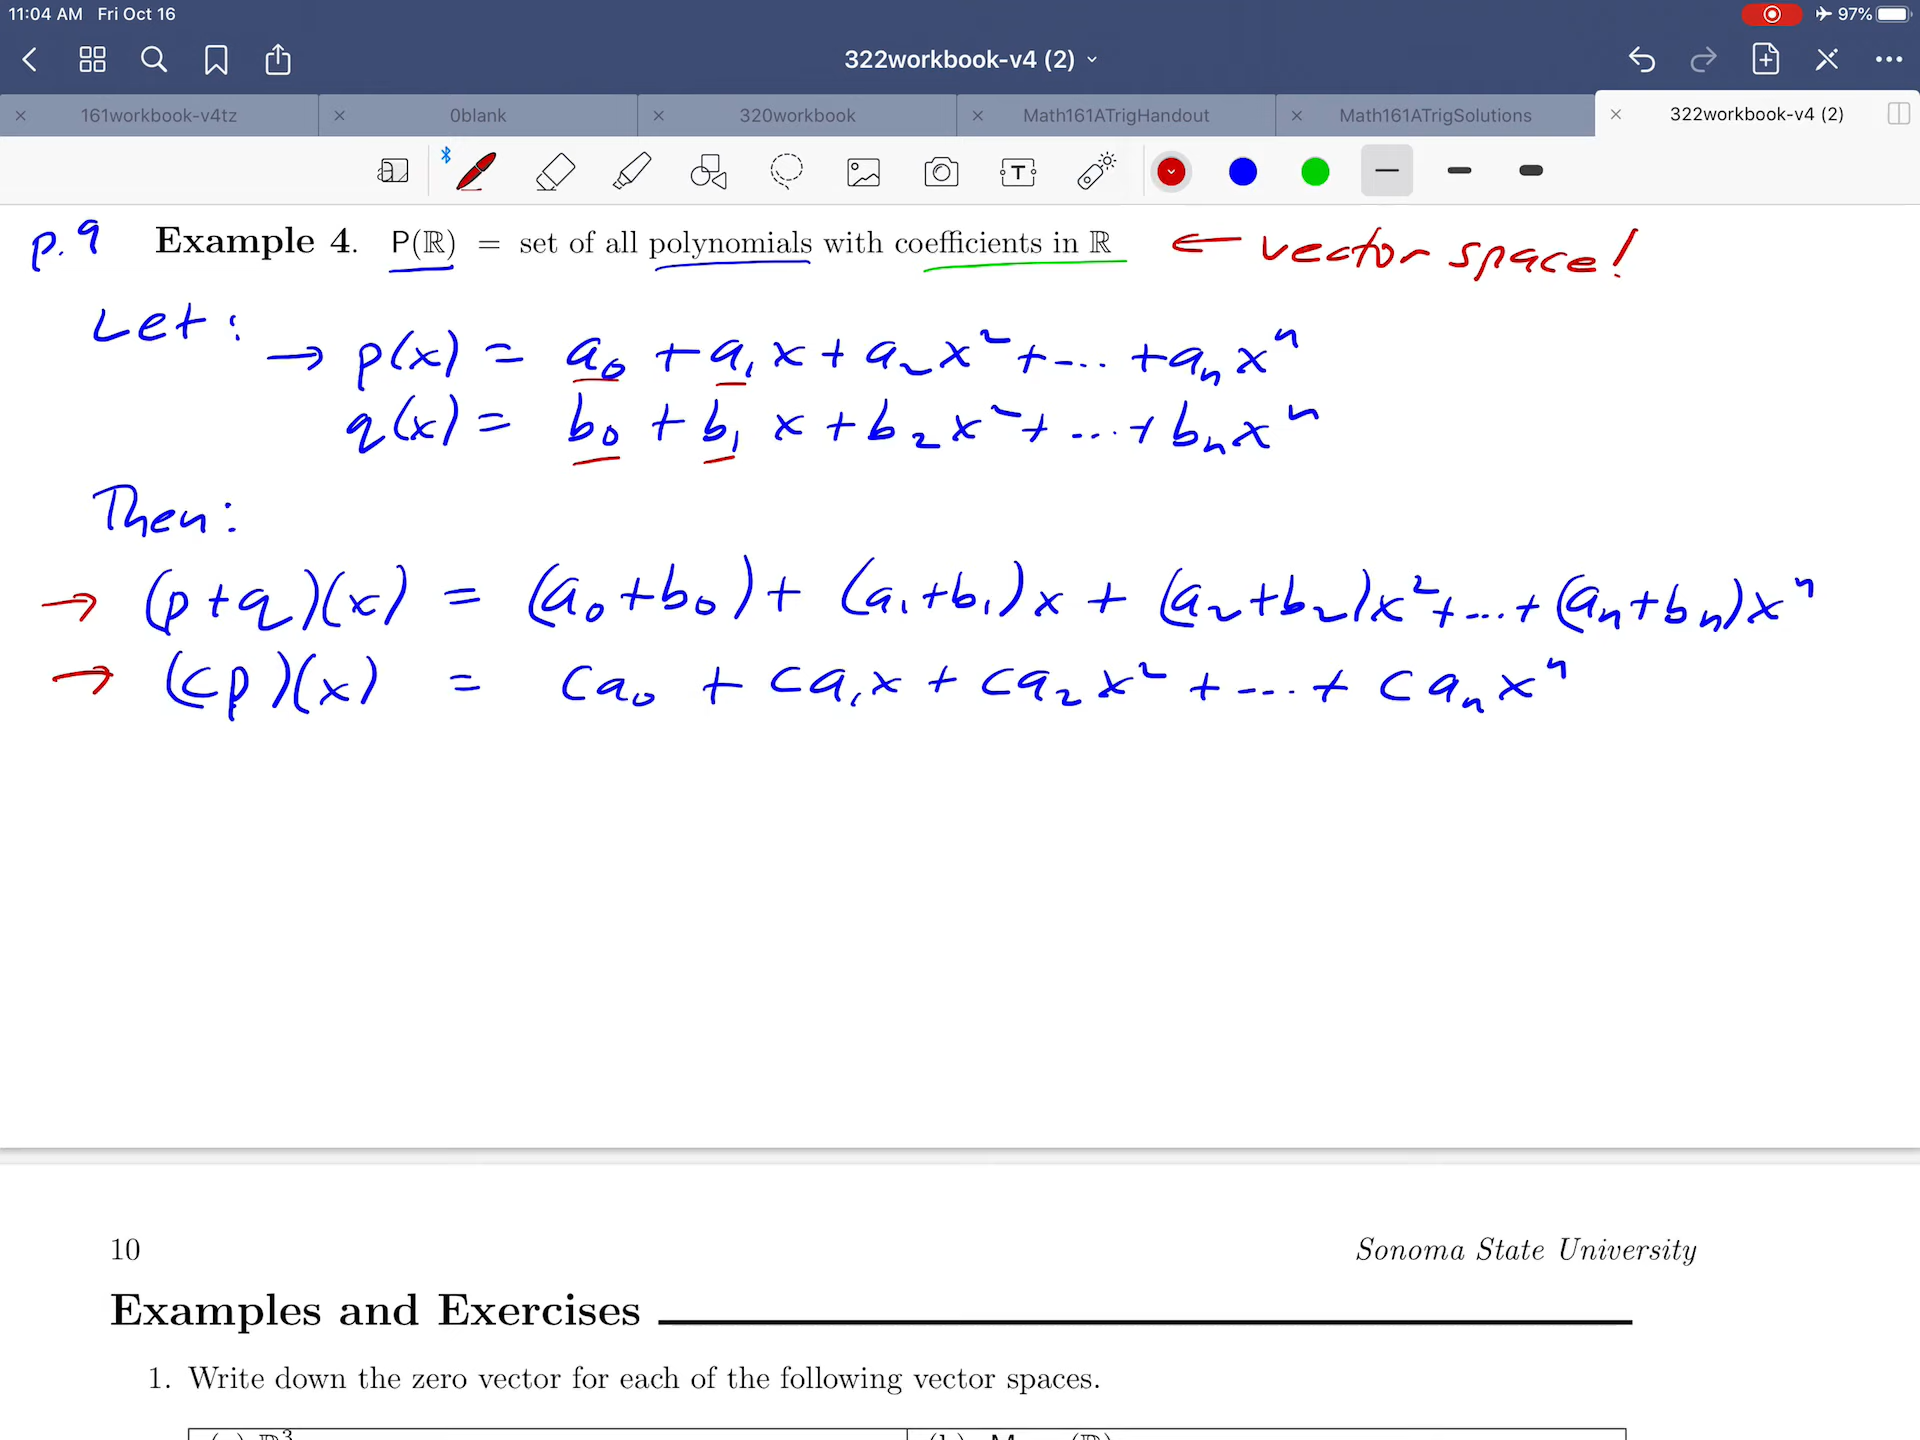 11:04 AM Fri Oct 16
97%
322workbook-v4 (2)
161workbook-v4tz
0blank
320workbook
Math161ATrigHandout
Math161ATrigSolutions
322workbook-v4 (2)
p. 9 Example 4. P(ℝ) = set of all polynomials with coefficients in ℝ ← vector space!
Let:
→ p(x) = a₀ + a₁x + a₂x² + ... + aₙxⁿ
q(x) = b₀ + b₁x + b₂x² + ... + bₙxⁿ
Then:
→ (p+q)(x) = (a₀+b₀) + (a₁+b₁)x + (a₂+b₂)x² + ... + (aₙ+bₙ)xⁿ
→ (cp)(x) = ca₀ + ca₁x + ca₂x² + ... + caₙxⁿ
10 Sonoma State University
Examples and Exercises
1. Write down the zero vector for each of the following vector spaces.